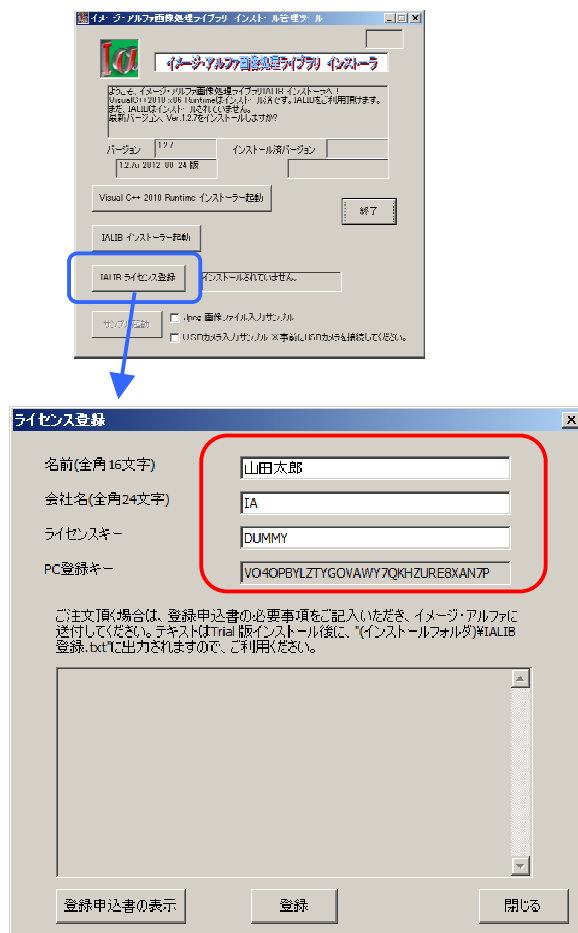 イメージ・アルファ画像処理ライブラリ インストール管理ツール
Iα
イメージ・アルファ画像処理ライブラリ インストーラ
ようこそ、イメージ・アルファ画像処理ライブラリIALIB インストーラへ！
VisualC++2010 x86 Runtimeはインストール済です。IALIBをご利用頂けます。
まだ、IALIBはインストールされていません。
最新バージョン、Ver.1.2.7をインストールしますか?
バージョン 1.2.7 インストール済バージョン
版
Visual C++ 2010 Runtime インストーラー起動
終了
IALIB インストーラー起動
IALIB ライセンス登録 インストールされていません。
サンプル起動 Jpeg 画像ファイル入力サンプル
USBカメラ入力サンプル ※事前にUSBカメラを接続してください。
ライセンス登録
名前(全角16文字) 山田太郎
会社名(全角24文字) IA
ライセンスキー DUMMY
PC登録キー VO4OPBYLZTYGOVAWY7QKHZURE8XAN7P
ご注文頂く場合は、登録申込書の必要事項をご記入いただき、イメージ・アルファに
送付してください。テキストはTrial 版インストール後に、"(インストールフォルダ)¥IALIB
登録.txt"に出力されますので、ご利用ください。
登録申込書の表示 登録 閉じる